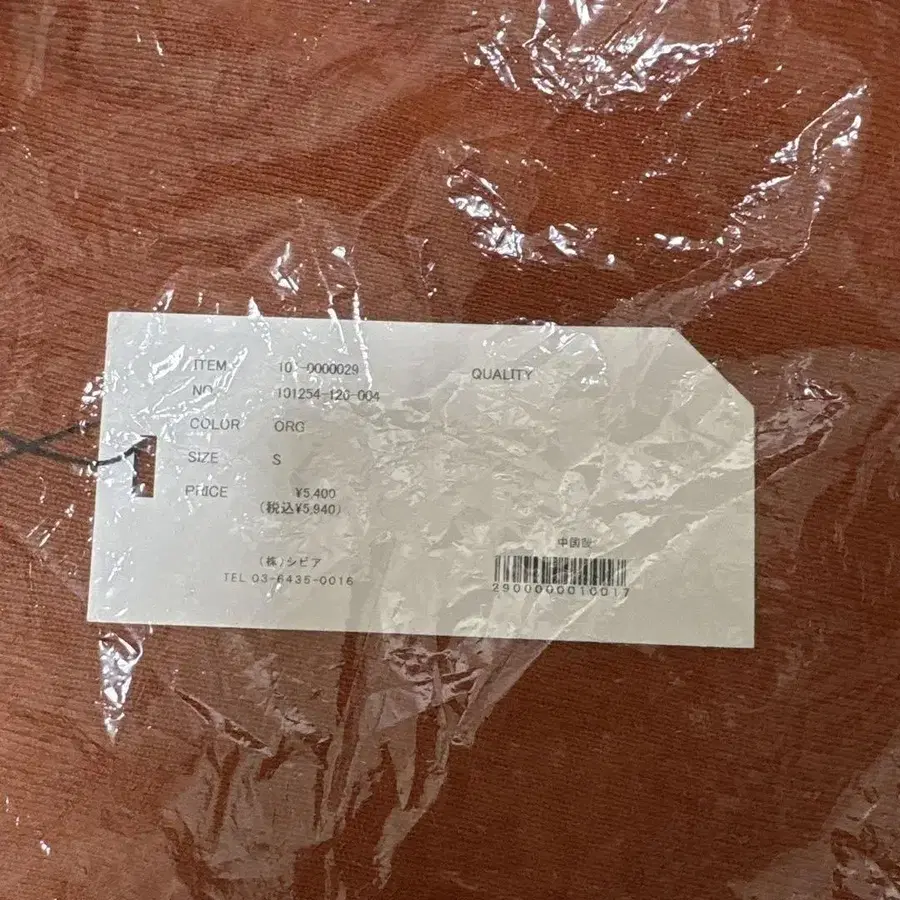 ITEM 10 -0000029
NO 101254-120-004
COLOR ORG
SIZE S
PRICE ¥5,400
(税込¥5,940)
(株)シビア
TEL 03-6435-0016
QUALITY
中国製
2900000010017